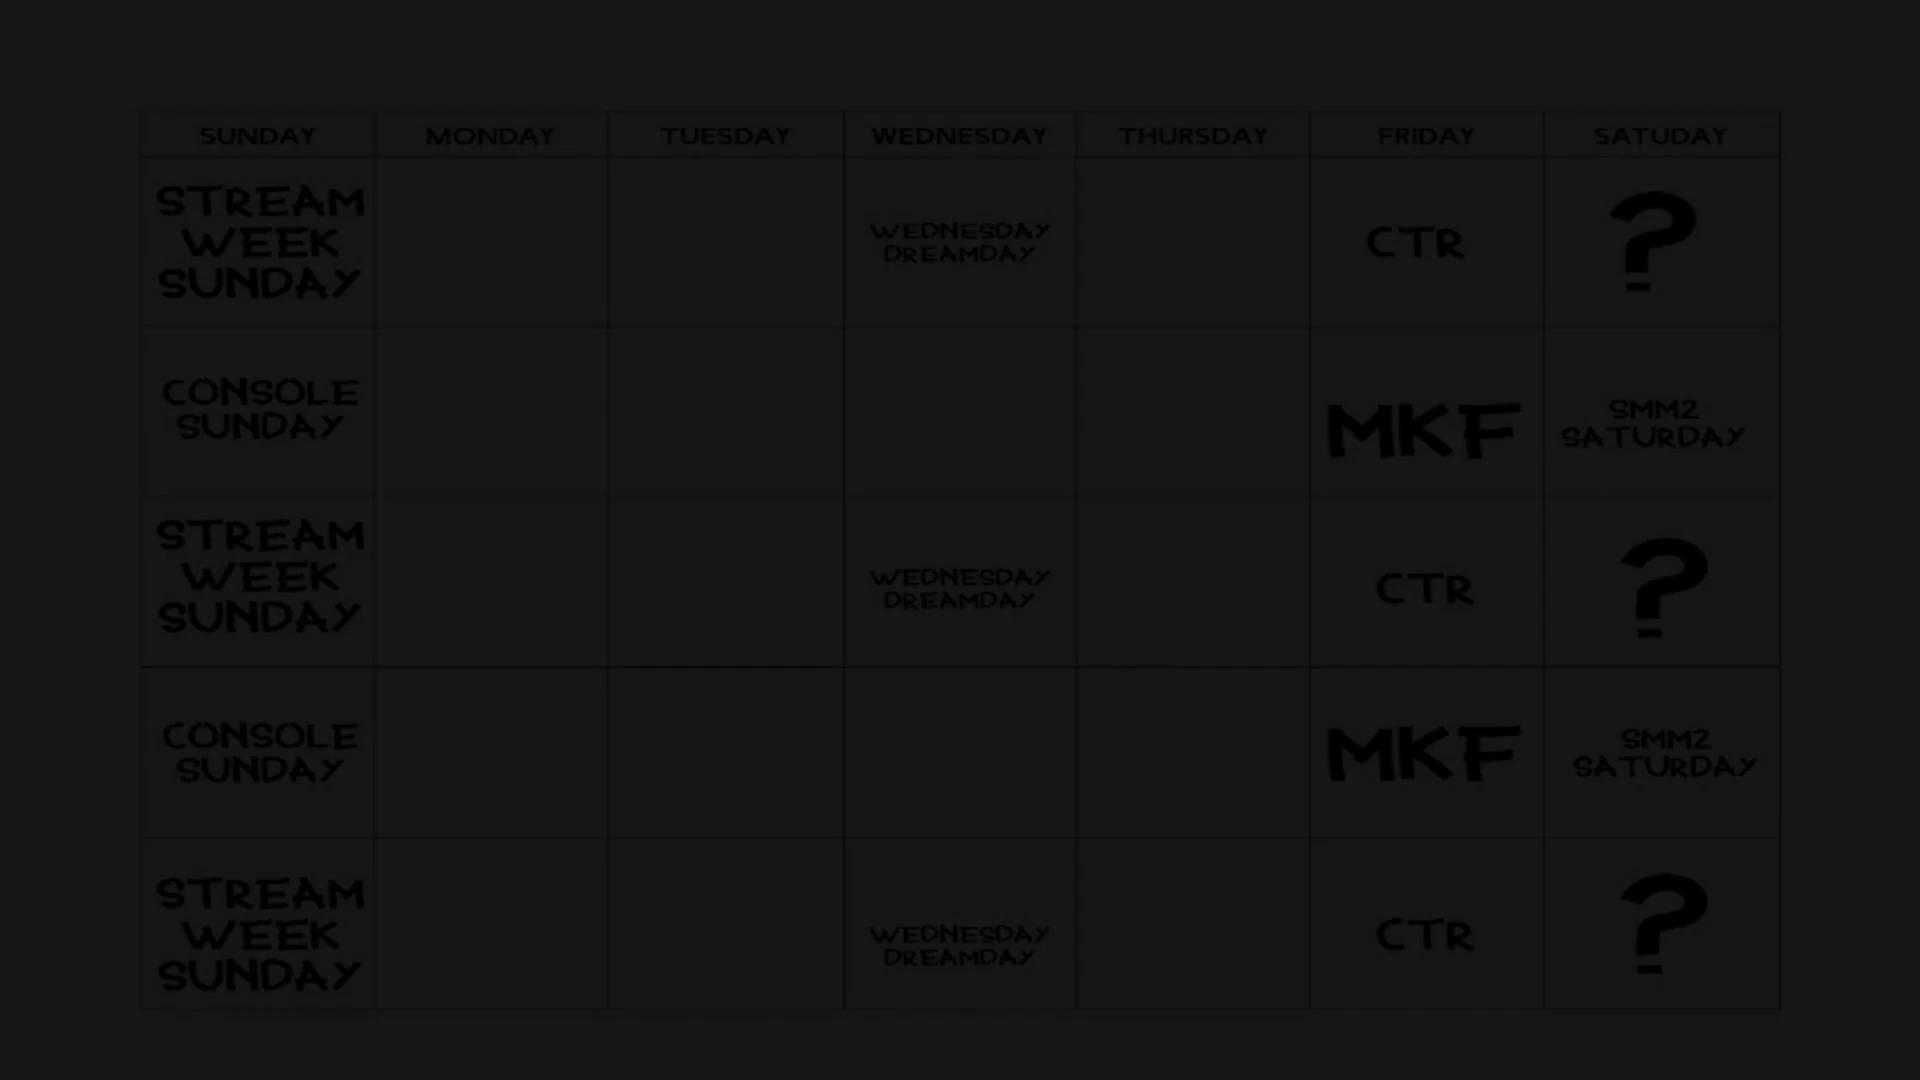 SUNDAY MONDAY TUESDAY WEDNESDAY THURSDAY FRIDAY SATUDAY
STREAM
WEEK
SUNDAY
WEDNESDAY
DREAMDAY
CTR
?
CONSOLE
SUNDAY
MKF
SMM2
SATURDAY
STREAM
WEEK
SUNDAY
WEDNESDAY
DREAMDAY
CTR
?
CONSOLE
SUNDAY
MKF
SMM2
SATURDAY
STREAM
WEEK
SUNDAY
WEDNESDAY
DREAMDAY
CTR
?